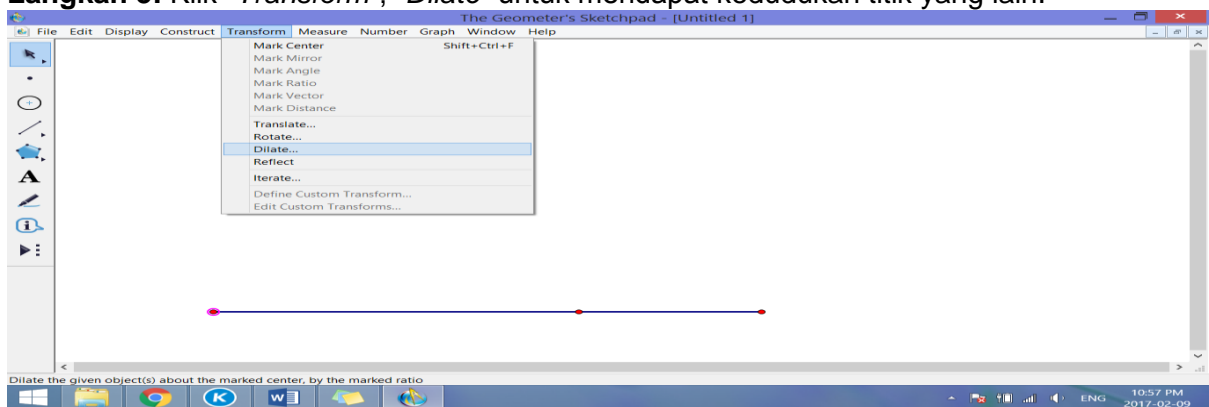 Langkah 5: Klik "Transform", "Dilate" untuk mendapat kedudukan titik yang lain.
The Geometer's Sketchpad - [Untitled 1]
File Edit Display Construct Transform Measure Number Graph Window Help
Mark Center Shift+Ctrl+F
Mark Mirror
Mark Angle
Mark Ratio
Mark Vector
Mark Distance
Translate...
Rotate...
Dilate...
Reflect
Iterate...
Define Custom Transform...
Edit Custom Transforms...
A
Dilate the given object(s) about the marked center, by the marked ratio
K
W
ENG
10:57 PM
2017-02-09